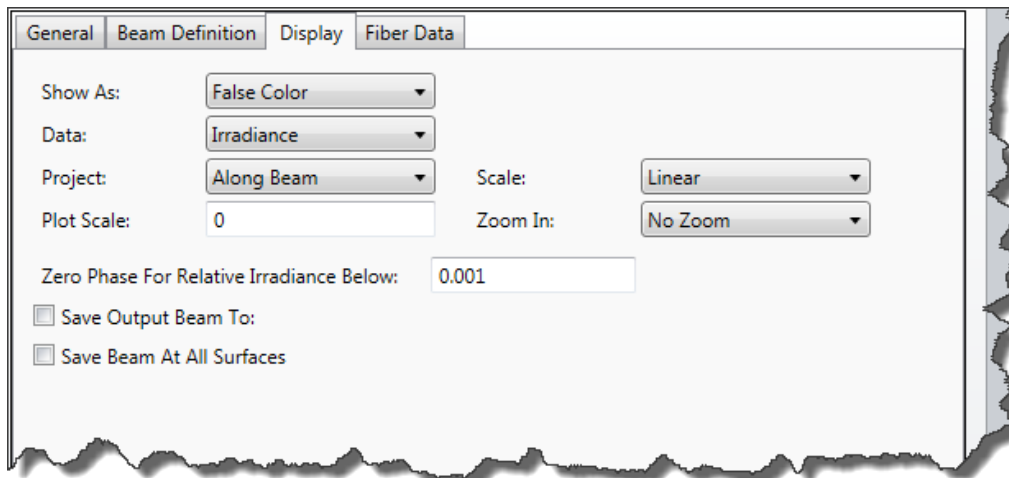 General Beam Definition Display Fiber Data
Show As: False Color
Data: Irradiance
Project: Along Beam Scale: Linear
Plot Scale: 0 Zoom In: No Zoom
Zero Phase For Relative Irradiance Below: 0.001
Save Output Beam To:
Save Beam At All Surfaces